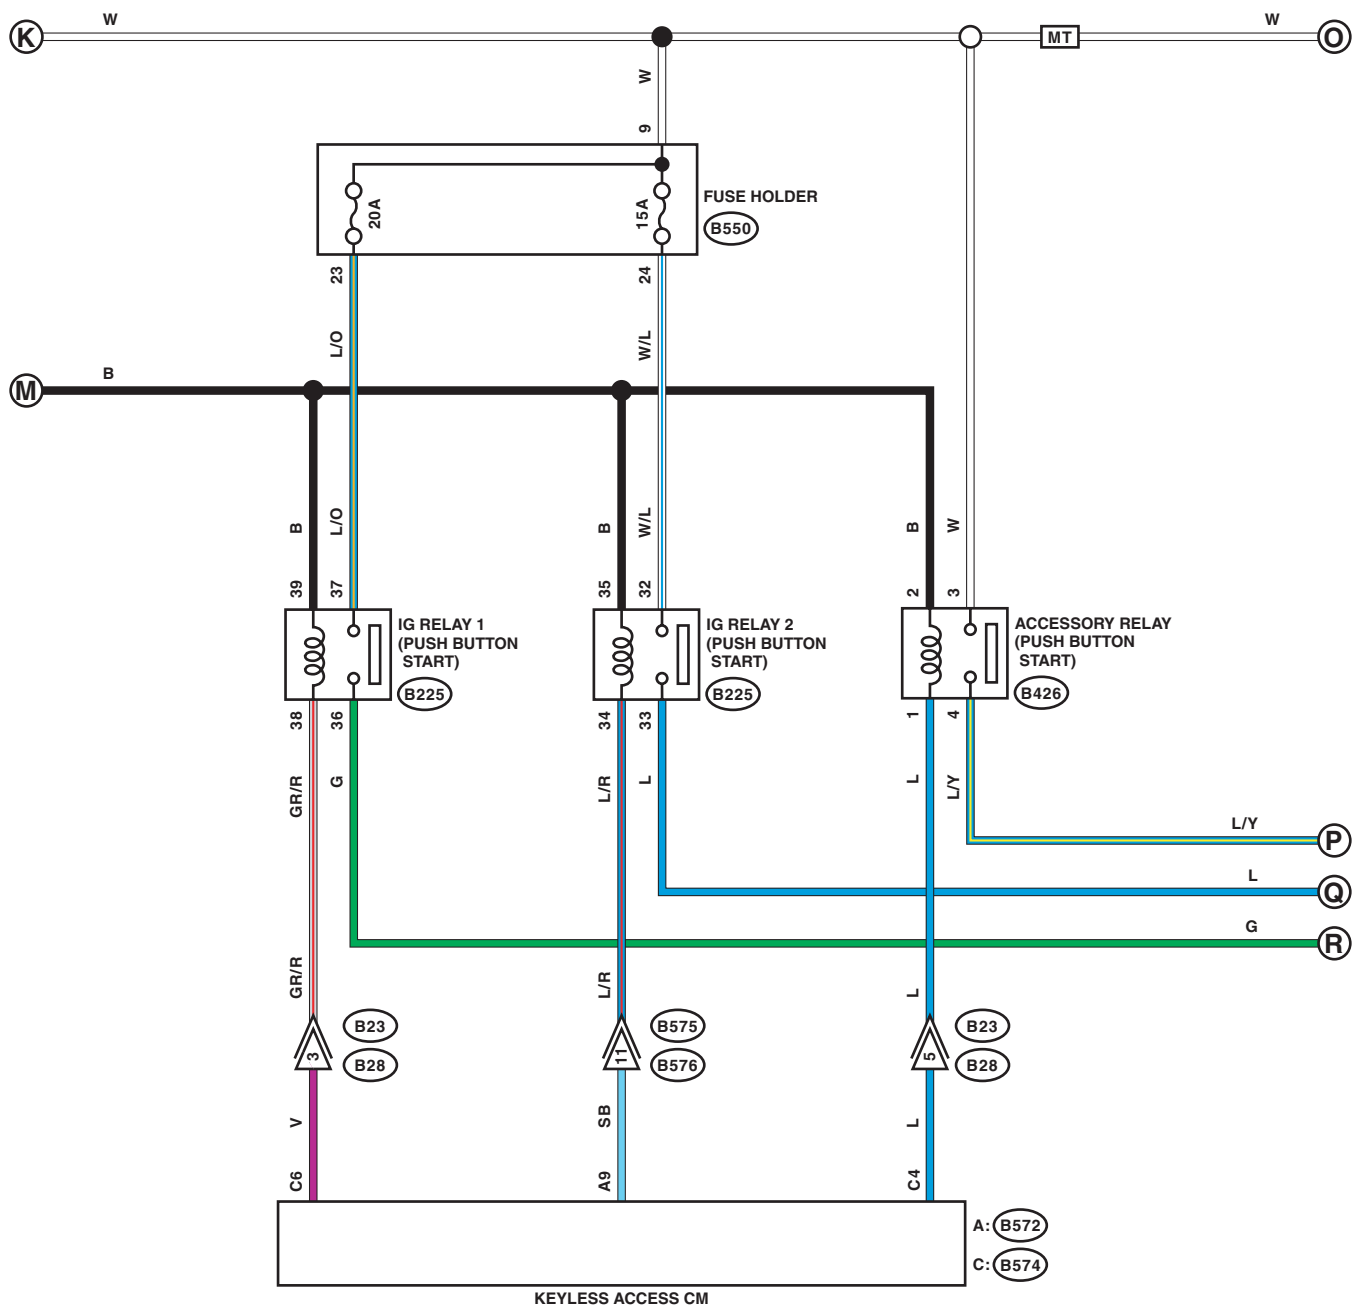 W
W
K
MT
O
W
9
20A
15A
FUSE HOLDER
B550
23
24
L/O
W/L
B
M
B
L/O
B
W/L
B
W
39
37
35
32
2
3
IG RELAY 1
(PUSH BUTTON
START)
B225
IG RELAY 2
(PUSH BUTTON
START)
B225
ACCESSORY RELAY
(PUSH BUTTON
START)
B426
38
36
34
33
1
4
GR/R
G
L/R
L
L
L/Y
L/Y
P
L
Q
G
R
GR/R
L/R
L
3
B23
B28
11
B575
B576
5
B23
B28
V
SB
L
C6
A9
C4
A: B572
C: B574
KEYLESS ACCESS CM